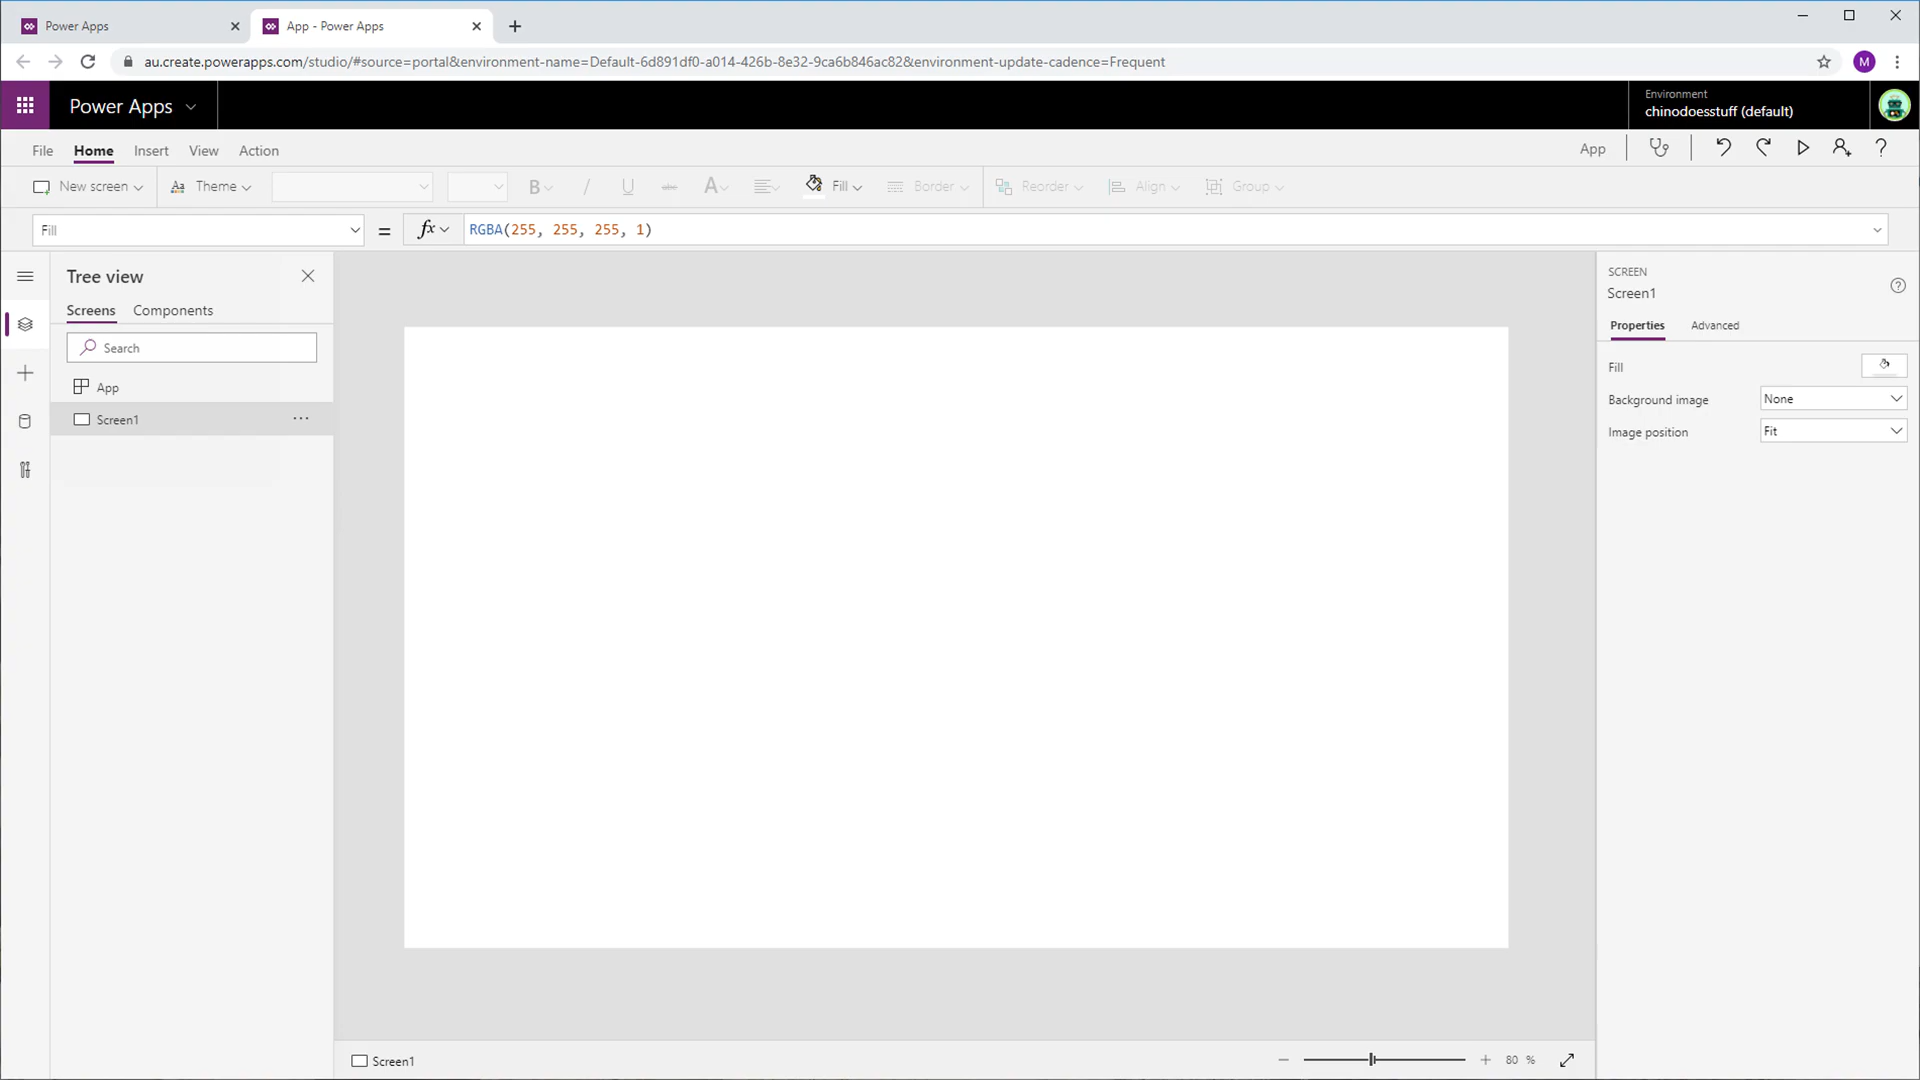 Power Apps
App - Power Apps
au.create.powerapps.com/studio/#source=portal&environment-name=Default-6d891df0-a014-426b-8e32-9ca6b846ac82&environment-update-cadence=Frequent
M
Power Apps
Environment
chinodoesstuff (default)
File Home Insert View Action
App
?
New screen Theme B / U abc A Fill Border Reorder Align Group
Fill = fx RGBA(255, 255, 255, 1)
Tree view
Screens Components
Search
App
Screen1
SCREEN
Screen1
Properties Advanced
Fill
Background image None
Image position Fit
Screen1
80 %